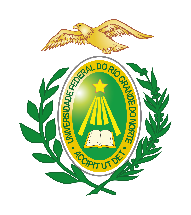 UNIVERSIDADE FEDERAL DO RIO GRANDE DO NORTE
ACCIPIT UT DET